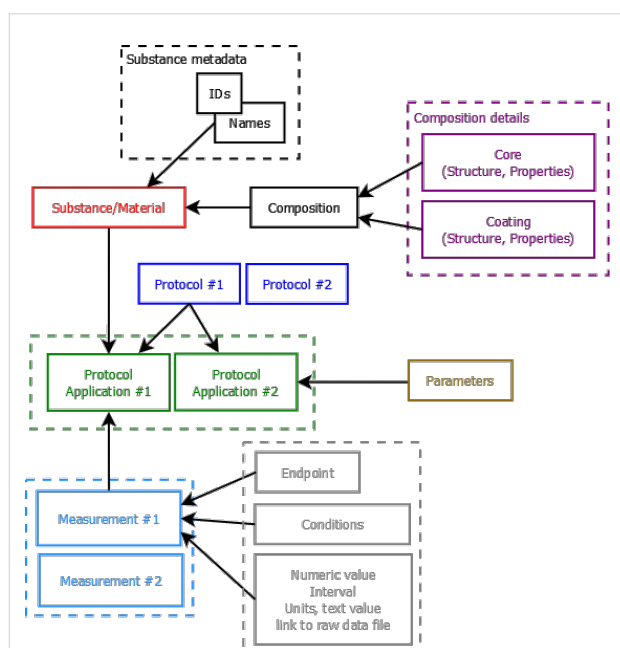 Substance metadata
IDs
Names
Composition details
Core
(Structure, Properties)
Substance/Material
Composition
Coating
(Structure, Properties)
Protocol #1
Protocol #2
Protocol
Application #1
Protocol
Application #2
Parameters
Endpoint
Measurement #1
Conditions
Measurement #2
Numeric value
Interval
Units, text value
link to raw data file